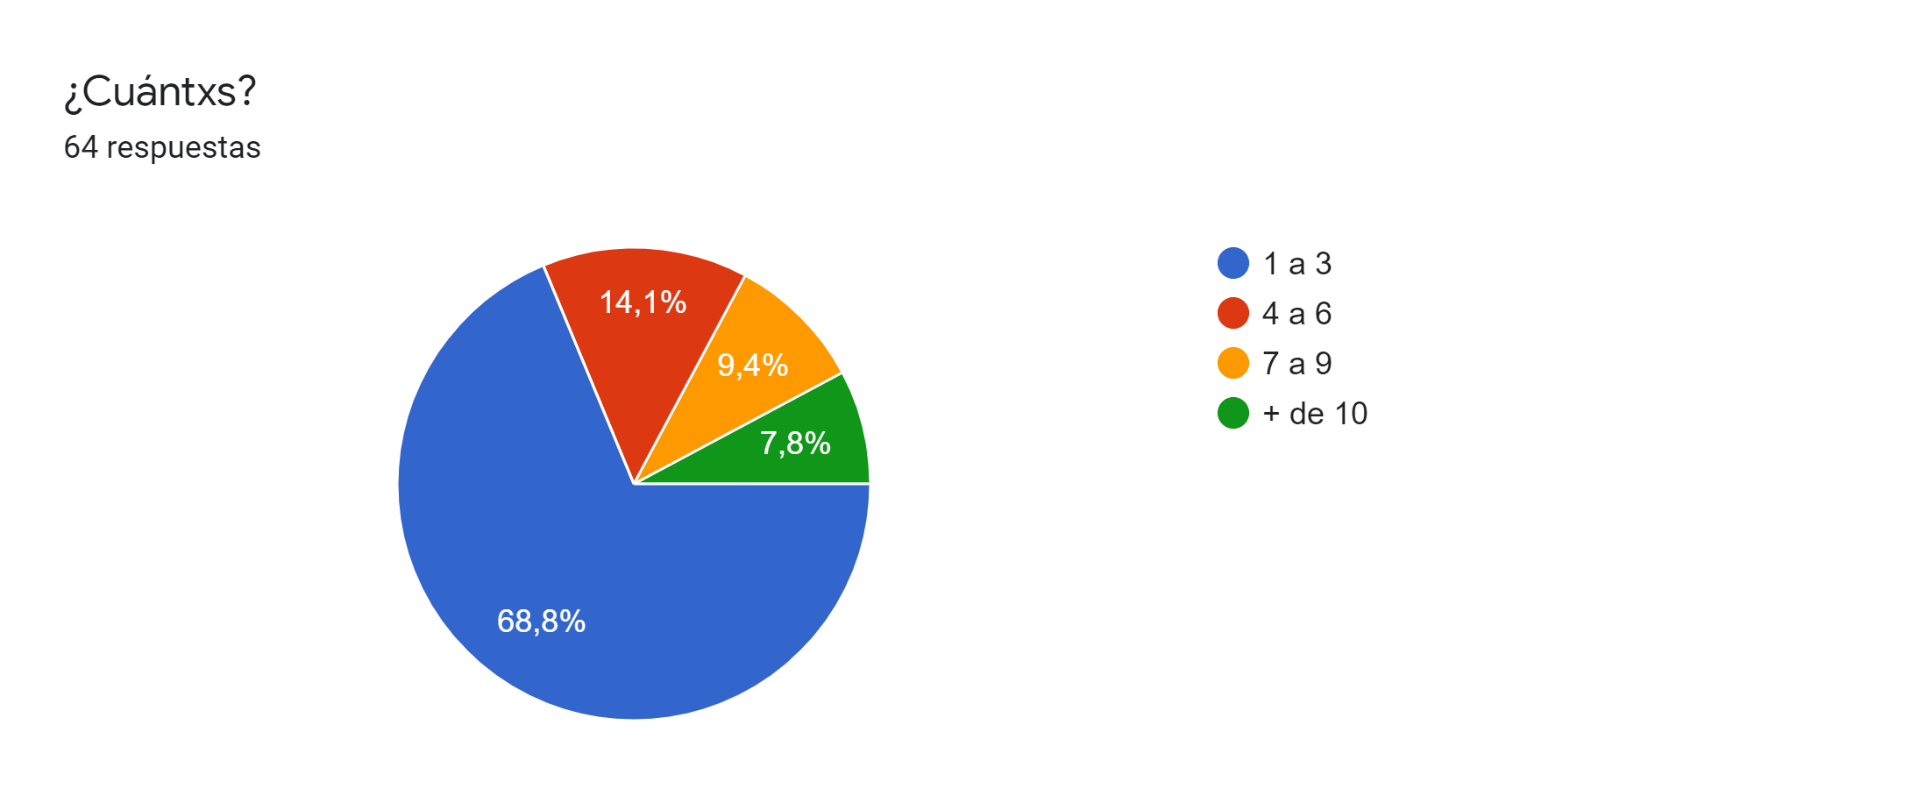 ¿Cuántxs?
64 respuestas
14,1%
9,4%
7,8%
68,8%
1 a 3
4 a 6
7 a 9
+ de 10